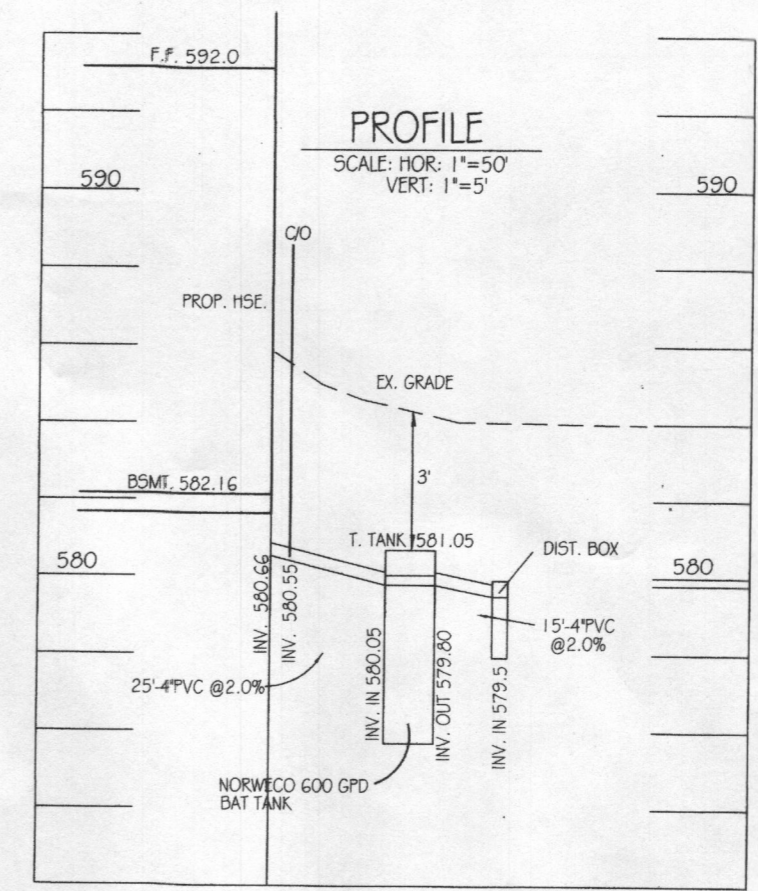 F.F. 592.0
PROFILE
SCALE: HOR: 1"=50'
VERT: 1"=5'
590
590
C/O
PROP. HSE.
EX. GRADE
BSMT. 582.16
3'
T. TANK 581.05
DIST. BOX
580
580
INV. 580.66
INV. 580.55
15'-4"PVC
@2.0%
25'-4"PVC @2.0%
INV. IN 580.05
INV. OUT 579.80
INV. IN 579.5
NORWECO 600 GPD
BAT TANK